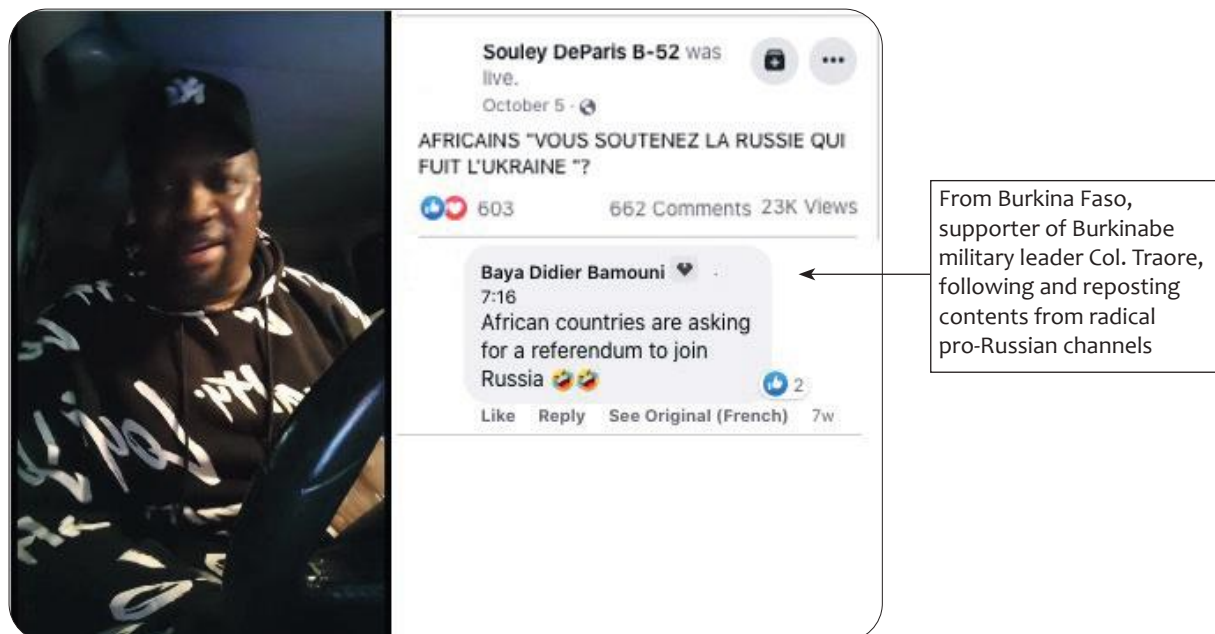 Souley DeParis B-52 was
live.
October 5 ·
AFRICAINS "VOUS SOUTENEZ LA RUSSIE QUI
FUIT L'UKRAINE "?
603 662 Comments 23K Views
Baya Didier Bamouni
7:16
African countries are asking
for a referendum to join
Russia 🤣🤣
2
Like Reply See Original (French) 7w
From Burkina Faso,
supporter of Burkinabe
military leader Col. Traore,
following and reposting
contents from radical
pro-Russian channels